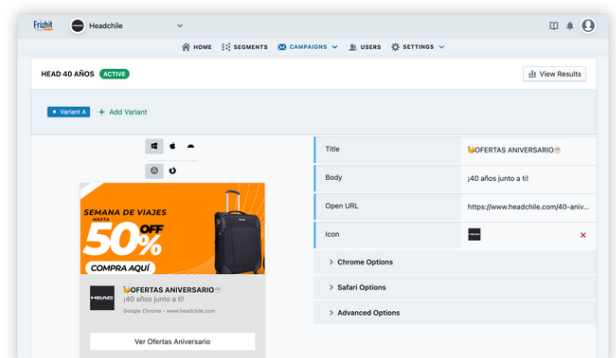 Frizbit
HEAD
Headchile
HOME
SEGMENTS
CAMPAIGNS
USERS
SETTINGS
HEAD 40 AÑOS
ACTIVE
View Results
Variant A
+ Add Variant
Title
🥳OFERTAS ANIVERSARIO
Body
¡40 años junto a ti!
Open URL
https://www.headchile.com/40-aniv...
Icon
HEAD
Chrome Options
Safari Options
Advanced Options
SEMANA DE VIAJES
HASTA
50% OFF
COMPRA AQUÍ
HEAD
🥳OFERTAS ANIVERSARIO
¡40 años junto a ti!
Google Chrome • www.headchile.com
Ver Ofertas Aniversario